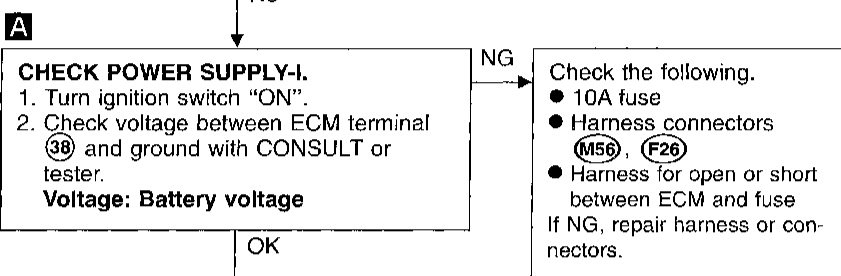 A
CHECK POWER SUPPLY-I.
1. Turn ignition switch “ON”.
2. Check voltage between ECM terminal
38 and ground with CONSULT or
tester.
Voltage: Battery voltage
OK
NG
Check the following.
● 10A fuse
● Harness connectors
M56, F26
● Harness for open or short
between ECM and fuse
If NG, repair harness or con-
nectors.